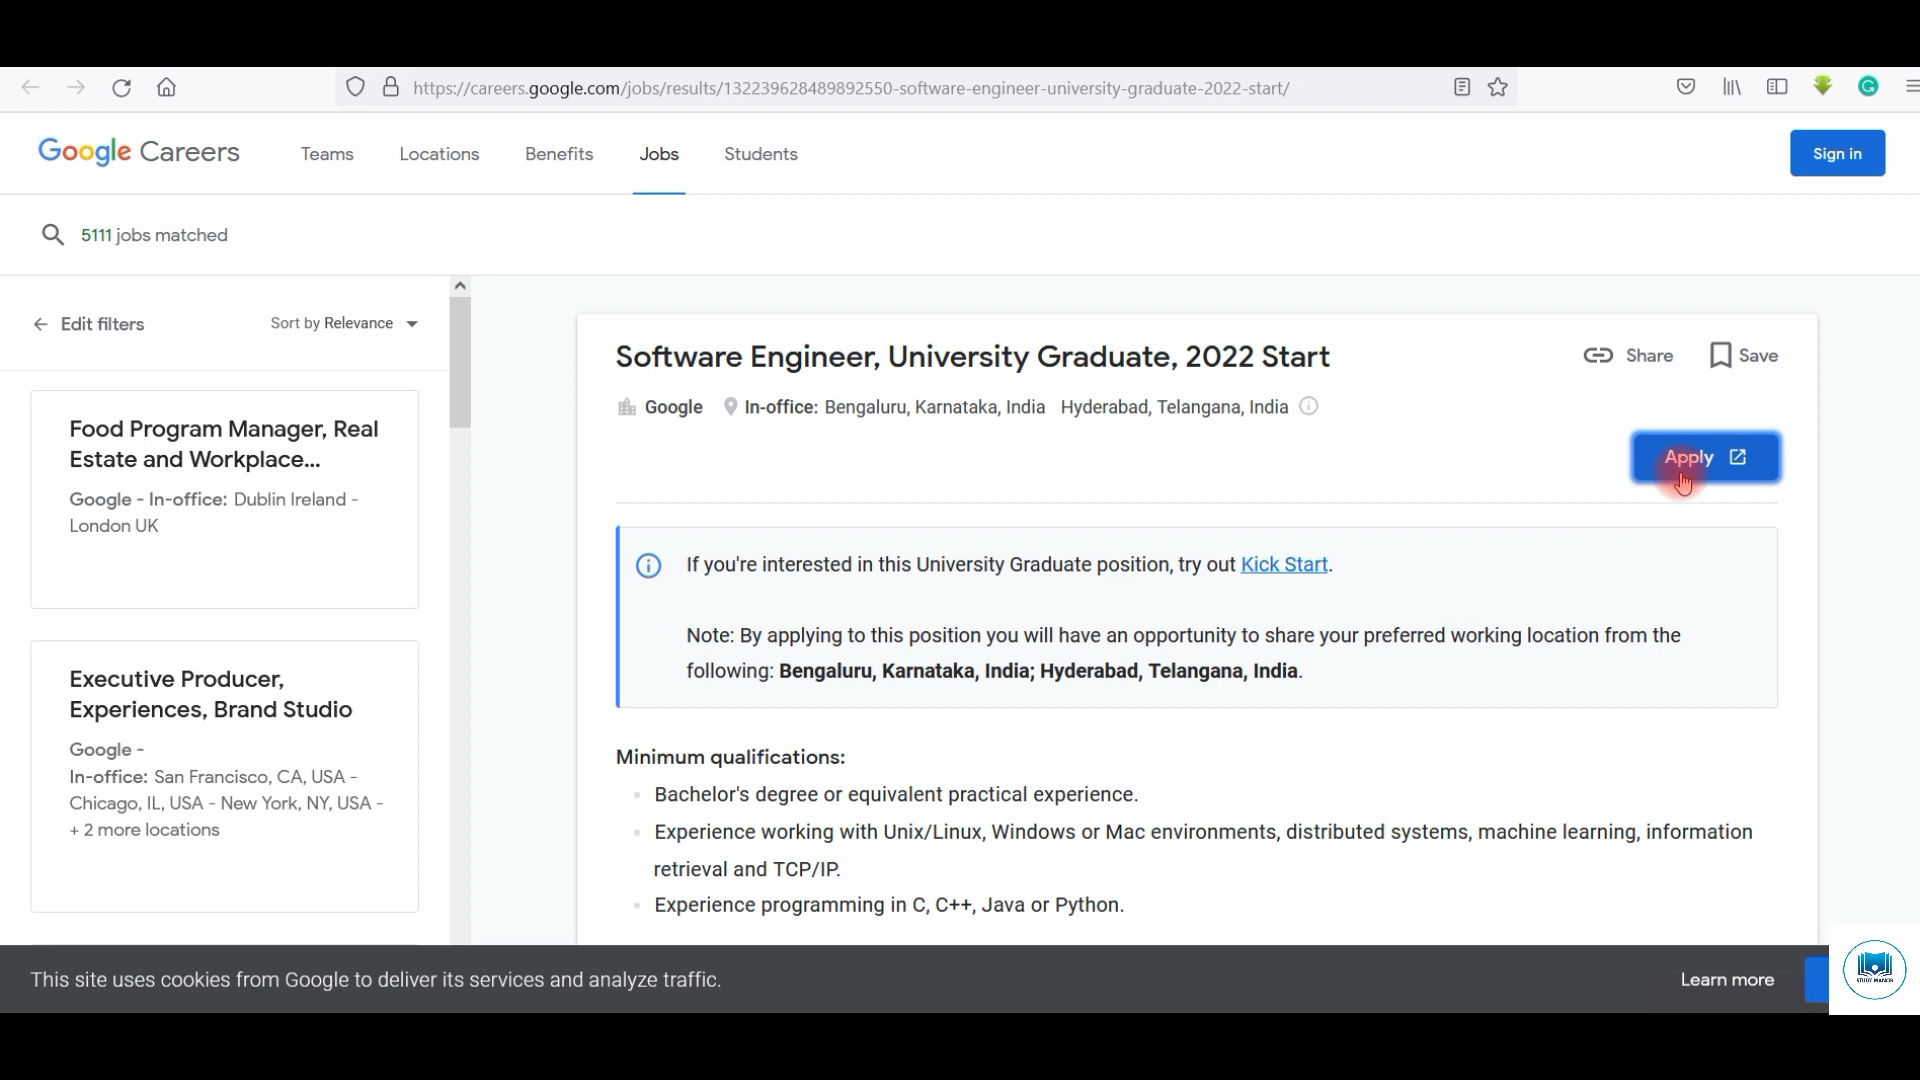 https://careers.google.com/jobs/results/132239628489892550-software-engineer-university-graduate-2022-start/
Google Careers
Teams
Locations
Benefits
Jobs
Students
Sign in
5111 jobs matched
Edit filters
Sort by Relevance
Food Program Manager, Real
Estate and Workplace...
Google - In-office: Dublin Ireland -
London UK
Executive Producer,
Experiences, Brand Studio
Google -
In-office: San Francisco, CA, USA -
Chicago, IL, USA - New York, NY, USA -
+ 2 more locations
Software Engineer, University Graduate, 2022 Start
Share
Save
Google In-office: Bengaluru, Karnataka, India Hyderabad, Telangana, India
Apply
If you're interested in this University Graduate position, try out Kick Start.
Note: By applying to this position you will have an opportunity to share your preferred working location from the
following: Bengaluru, Karnataka, India; Hyderabad, Telangana, India.
Minimum qualifications:
Bachelor's degree or equivalent practical experience.
Experience working with Unix/Linux, Windows or Mac environments, distributed systems, machine learning, information
retrieval and TCP/IP.
Experience programming in C, C++, Java or Python.
This site uses cookies from Google to deliver its services and analyze traffic.
Learn more
STUDY MANOR